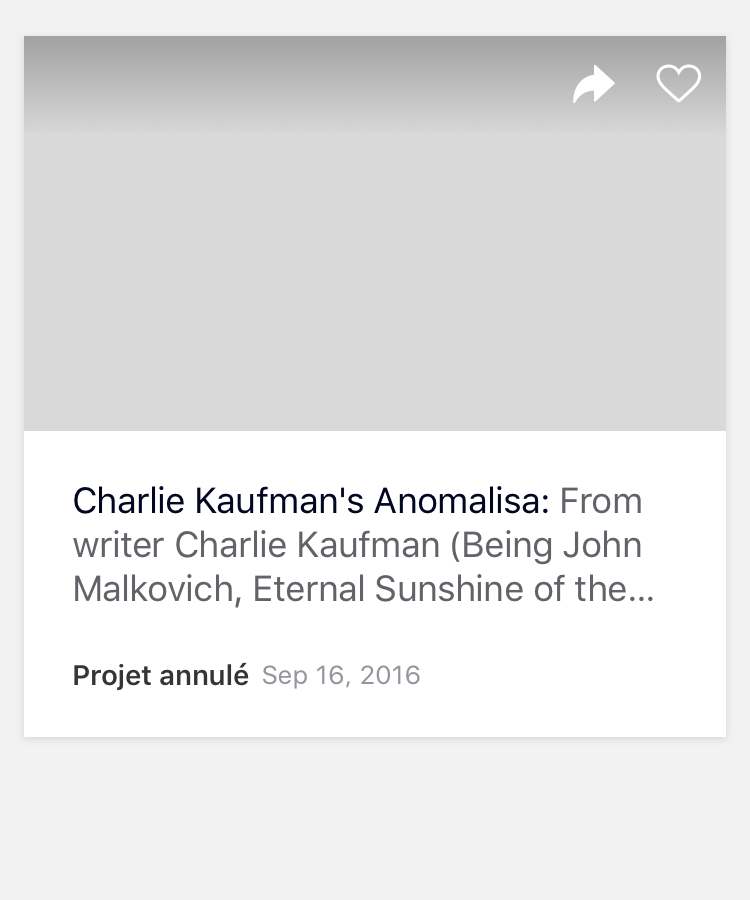 Charlie Kaufman's Anomalisa: From
writer Charlie Kaufman (Being John
Malkovich, Eternal Sunshine of the...
Projet annulé Sep 16, 2016